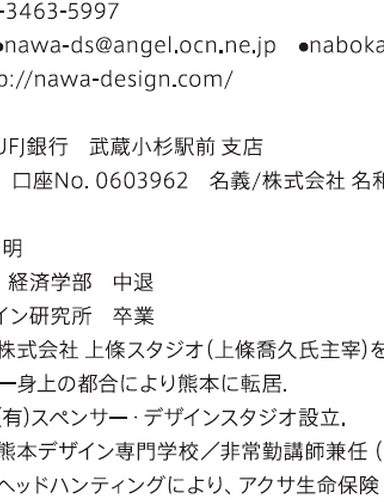 -3463-5997
●nawa-ds@angel.ocn.ne.jp　●naboka
p://nawa-design.com/
UFJ銀行　武蔵小杉駅前 支店
口座No. 0603962　名義/株式会社 名和
明
経済学部　中退
イン研究所　卒業
株式会社 上條スタジオ(上條喬久氏主宰)を
一身上の都合により熊本に転居.
(有)スペンサー・デザインスタジオ設立.
熊本デザイン専門学校／非常勤講師兼任 (
ヘッドハンティングにより、アクサ生命保険